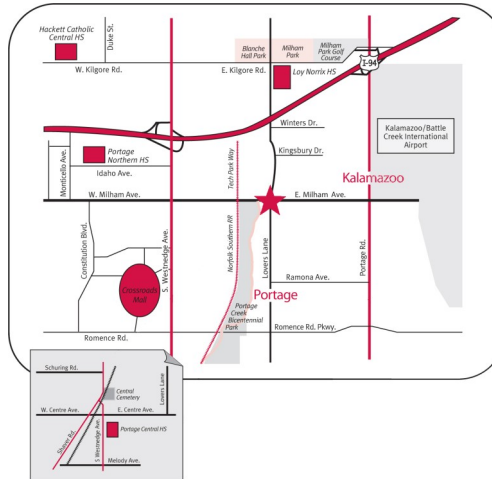 Hackett Catholic
Central HS
Duke St.
Blanche
Hall Park
Milham
Park
Milham
Park Golf
Course
I-94
W. Kilgore Rd.
E. Kilgore Rd.
Loy Norrix HS
Winters Dr.
Kalamazoo/Battle
Creek International
Airport
Portage
Northern HS
Monticello Ave.
Idaho Ave.
Tech Park Way
Kingsbury Dr.
Kalamazoo
W. Milham Ave.
E. Milham Ave.
Constitution Blvd.
S. Westnedge Ave.
Norfolk Southern RR
Lovers Lane
Portage Rd.
Crossroads
Mall
Ramona Ave.
Portage
Portage
Creek
Bicentennial
Park
Romence Rd.
Romence Rd. Pkwy.
Schuring Rd.
Lovers Lane
Central
Cemetery
W. Centre Ave.
E. Centre Ave.
Shaver Rd.
S. Westnedge Ave.
Portage Central HS
Melody Ave.